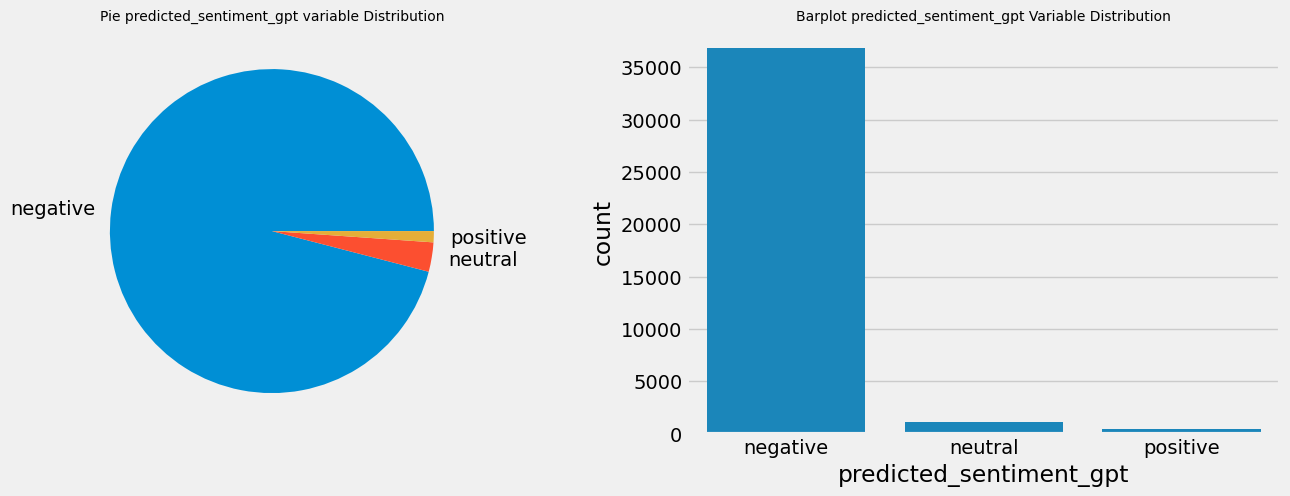 Pie predicted_sentiment_gpt variable Distribution
negative
positive
neutral
Barplot predicted_sentiment_gpt Variable Distribution
35000
30000
25000
20000
15000
10000
5000
0
count
negative
neutral
positive
predicted_sentiment_gpt